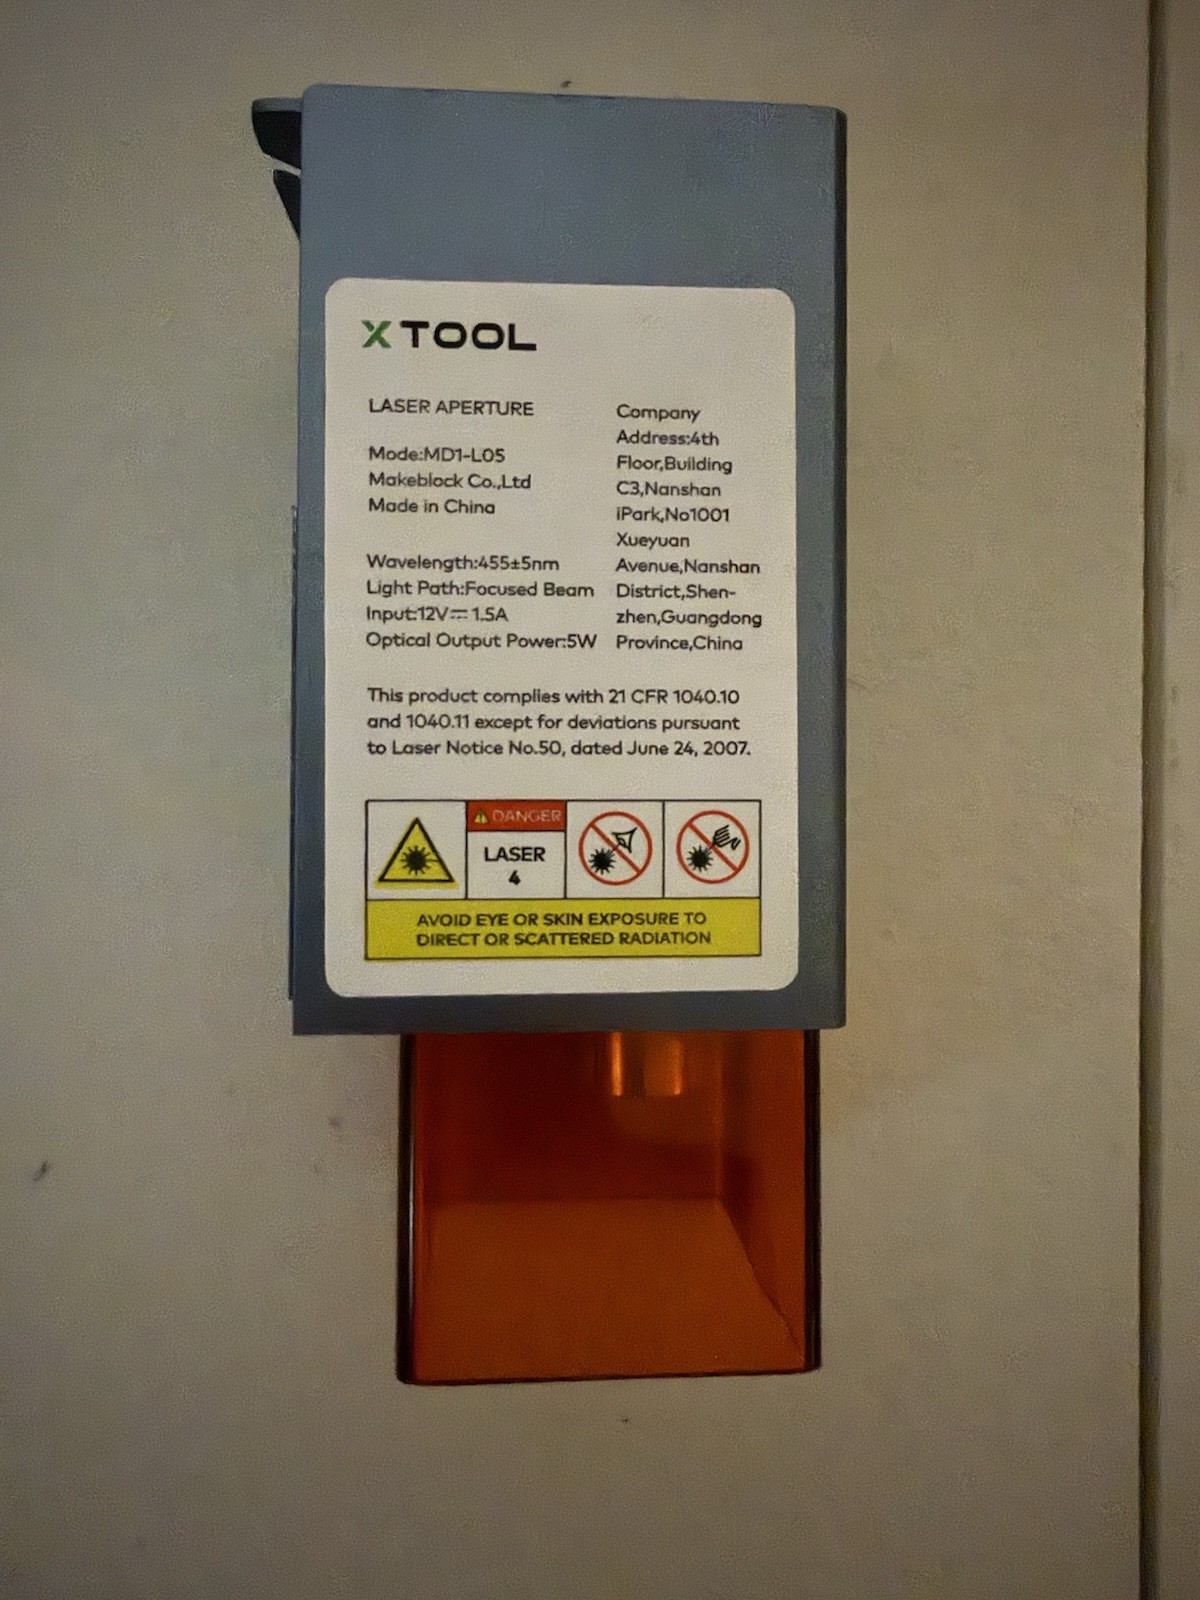 XTOOL
LASER APERTURE
Mode:MD1-L05
Makeblock Co.,Ltd
Made in China
Wavelength:455±5nm
Light Path:Focused Beam
Input:12V⎓1.5A
Optical Output Power:5W
Company
Address:4th
Floor,Building
C3,Nanshan
iPark,No1001
Xueyuan
Avenue,Nanshan
District,Shen-
zhen,Guangdong
Province,China
This product complies with 21 CFR 1040.10
and 1040.11 except for deviations pursuant
to Laser Notice No.50, dated June 24, 2007.
DANGER
LASER
4
AVOID EYE OR SKIN EXPOSURE TO
DIRECT OR SCATTERED RADIATION